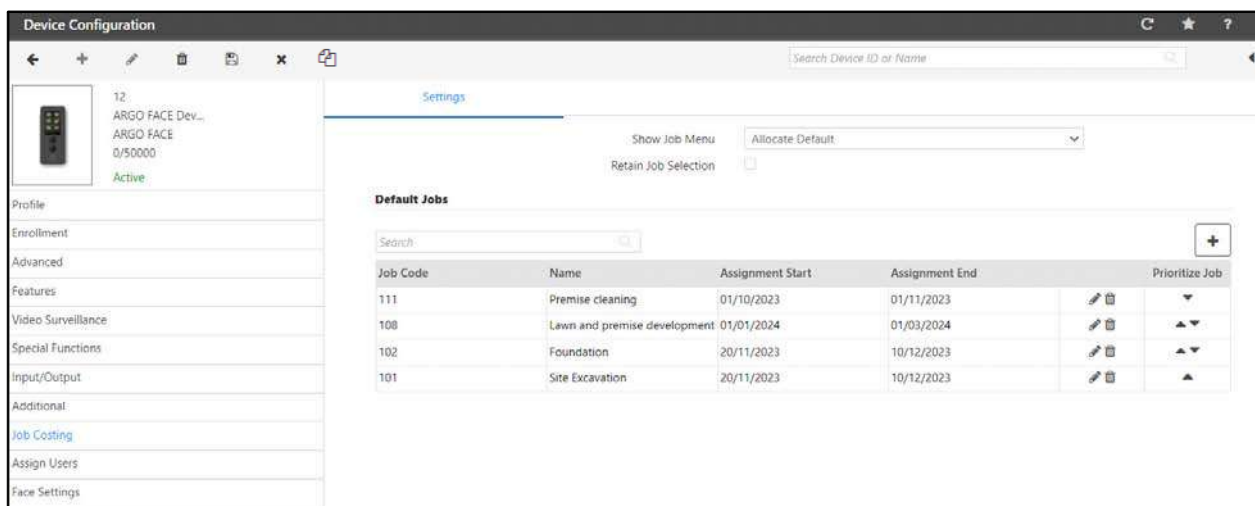 Device Configuration
?
Search Device ID or Name
12
ARGO FACE Dev...
ARGO FACE
0/50000
Active
Profile
Enrollment
Advanced
Features
Video Surveillance
Special Functions
Input/Output
Additional
Job Costing
Assign Users
Face Settings
Settings
Show Job Menu Allocate Default
Retain Job Selection
Default Jobs
Search
Job Code Name Assignment Start Assignment End Prioritize Job
111 Premise cleaning 01/10/2023 01/11/2023
108 Lawn and premise development 01/01/2024 01/03/2024
102 Foundation 20/11/2023 10/12/2023
101 Site Excavation 20/11/2023 10/12/2023